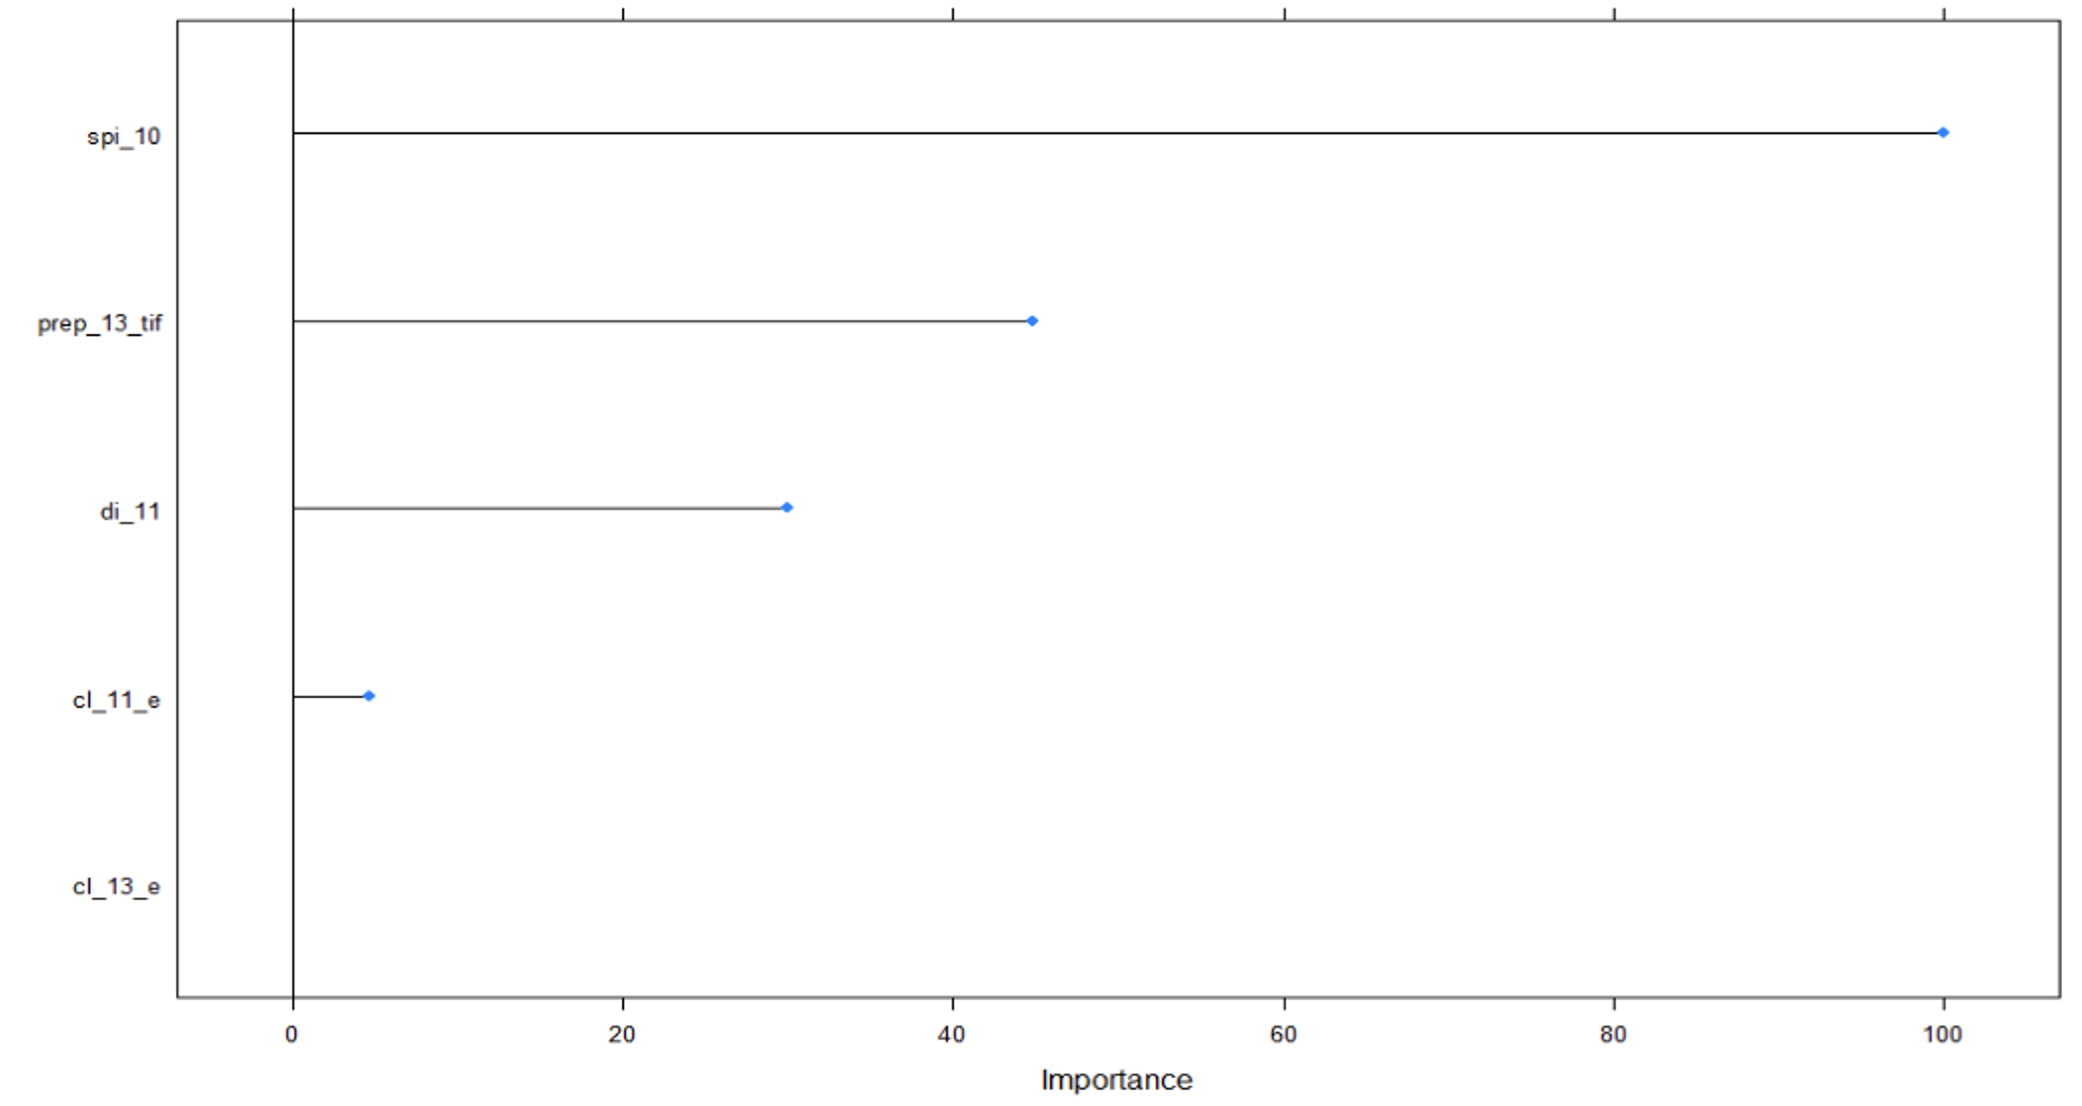 spi_10
prep_13_tif
di_11
cl_11_e
cl_13_e
0 20 40 60 80 100
Importance